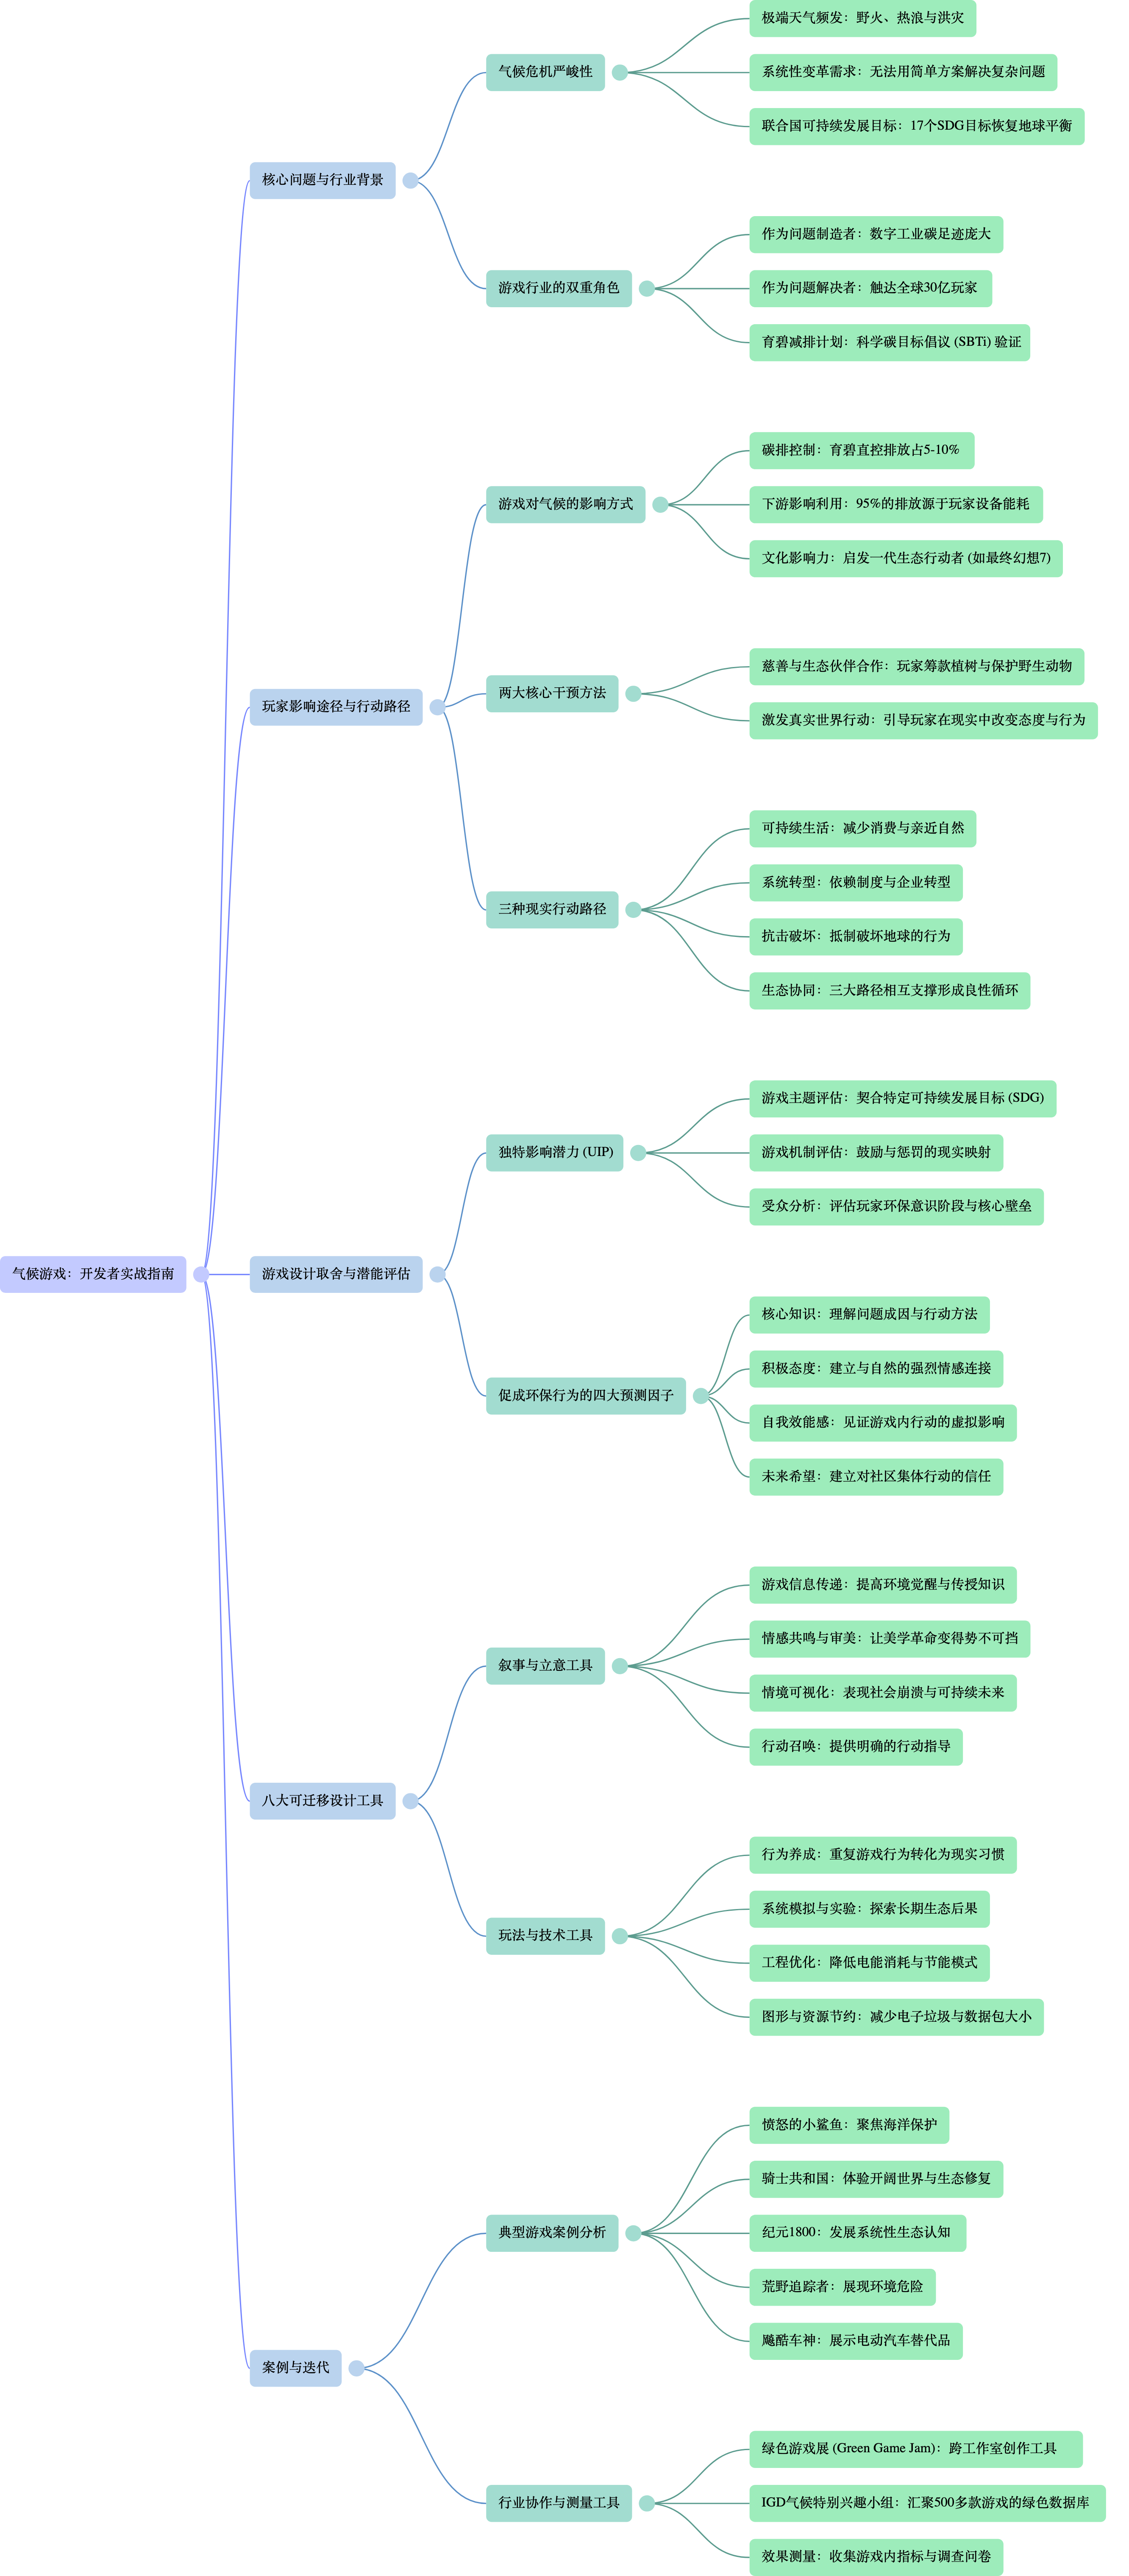 气候游戏：开发者实战指南
核心问题与行业背景
气候危机严峻性
极端天气频发：野火、热浪与洪灾
系统性变革需求：无法用简单方案解决复杂问题
联合国可持续发展目标：17个SDG目标恢复地球平衡
游戏行业的双重角色
作为问题制造者：数字工业碳足迹庞大
作为问题解决者：触达全球30亿玩家
育碧减排计划：科学碳目标倡议 (SBTi) 验证
玩家影响途径与行动路径
游戏对气候的影响方式
碳排控制：育碧直控排放占5-10%
下游影响利用：95%的排放源于玩家设备能耗
文化影响力：启发一代生态行动者 (如最终幻想7)
两大核心干预方法
慈善与生态伙伴合作：玩家筹款植树与保护野生动物
激发真实世界行动：引导玩家在现实中改变态度与行为
三种现实行动路径
可持续生活：减少消费与亲近自然
系统转型：依赖制度与企业转型
抗击破坏：抵制破坏地球的行为
生态协同：三大路径相互支撑形成良性循环
游戏设计取舍与潜能评估
独特影响潜力 (UIP)
游戏主题评估：契合特定可持续发展目标 (SDG)
游戏机制评估：鼓励与惩罚的现实映射
受众分析：评估玩家环保意识阶段与核心壁垒
促成环保行为的四大预测因子
核心知识：理解问题成因与行动方法
积极态度：建立与自然的强烈情感连接
自我效能感：见证游戏内行动的虚拟影响
未来希望：建立对社区集体行动的信任
八大可迁移设计工具
叙事与立意工具
游戏信息传递：提高环境觉醒与传授知识
情感共鸣与审美：让美学革命变得势不可挡
情境可视化：表现社会崩溃与可持续未来
行动召唤：提供明确的行动指导
玩法与技术工具
行为养成：重复游戏行为转化为现实习惯
系统模拟与实验：探索长期生态后果
工程优化：降低电能消耗与节能模式
图形与资源节约：减少电子垃圾与数据包大小
案例与迭代
典型游戏案例分析
愤怒的小鲨鱼：聚焦海洋保护
骑士共和国：体验开阔世界与生态修复
纪元1800：发展系统性生态认知
荒野追踪者：展现环境危险
飚酷车神：展示电动汽车替代品
行业协作与测量工具
绿色游戏展 (Green Game Jam)：跨工作室创作工具
IGD气候特别兴趣小组：汇聚500多款游戏的绿色数据库
效果测量：收集游戏内指标与调查问卷